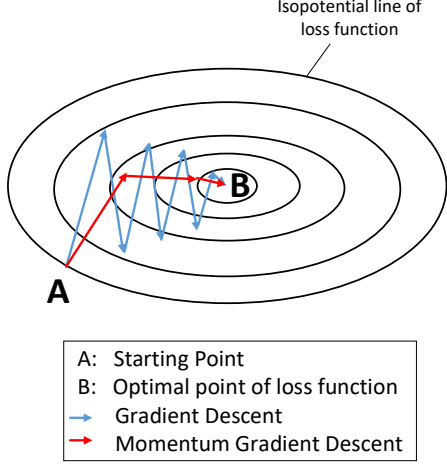 Isopotential line of
loss function
B
A
A: Starting Point
B: Optimal point of loss function
Gradient Descent
Momentum Gradient Descent